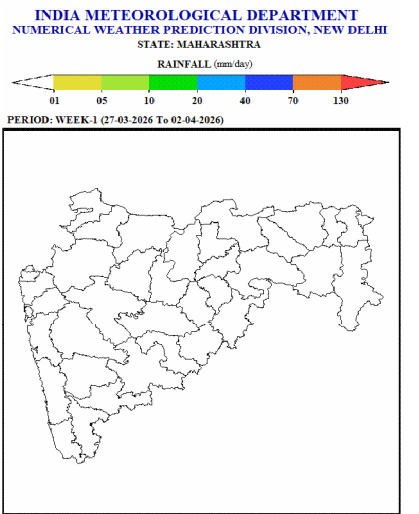 INDIA METEOROLOGICAL DEPARTMENT
NUMERICAL WEATHER PREDICTION DIVISION, NEW DELHI
STATE: MAHARASHTRA
RAINFALL (mm/day)
01 05 10 20 40 70 130
PERIOD: WEEK-1 (27-03-2026 To 02-04-2026)